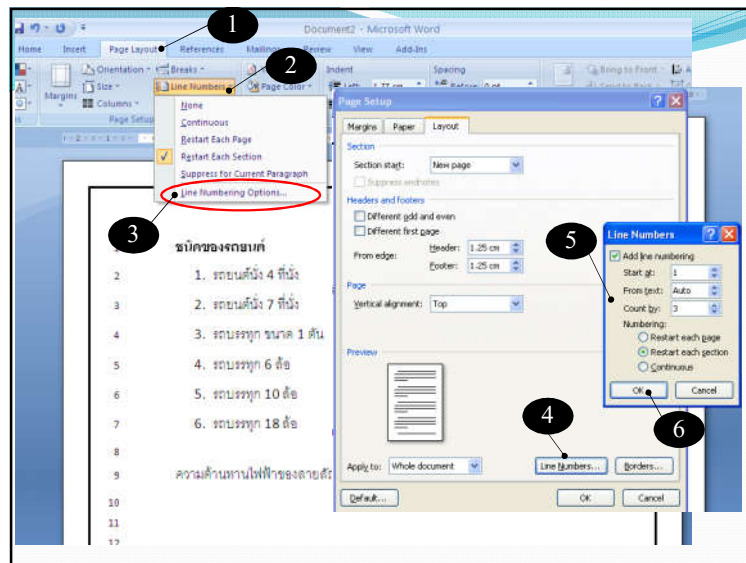 1
Document2 - Microsoft Word
Home Insert Page Layout References Mailings Review View Add-Ins
2
Orientation Breaks Indent Spacing Bring to Front
Margins Size Line Numbers Page Color Left: 1.77 cm Before: 0 pt
Columns
Page Setup
None
Continuous
Restart Each Page
Restart Each Section
Suppress for Current Paragraph
Line Numbering Options...
3
ชนิดของรถยนต์
2 1. รถยนต์นั่ง 4 ที่นั่ง
3 2. รถยนต์นั่ง 7 ที่นั่ง
4 3. รถบรรทุก ขนาด 1 ตัน
5 4. รถบรรทุก 6 ล้อ
6 5. รถบรรทุก 10 ล้อ
7 6. รถบรรทุก 18 ล้อ
8
9 ความต้านทานไฟฟ้าของสาย
10
11
12
Page Setup
Margins Paper Layout
Section
Section start: New page
Suppress endnotes
Headers and footers
Different odd and even
Different first page
From edge: Header: 1.25 cm
Footer: 1.25 cm
Page
Vertical alignment: Top
Preview
4
Apply to: Whole document Line Numbers... Borders...
Default... OK Cancel
5
Line Numbers
Add line numbering
Start at: 1
From text: Auto
Count by: 3
Numbering:
Restart each page
Restart each section
Continuous
OK Cancel
6